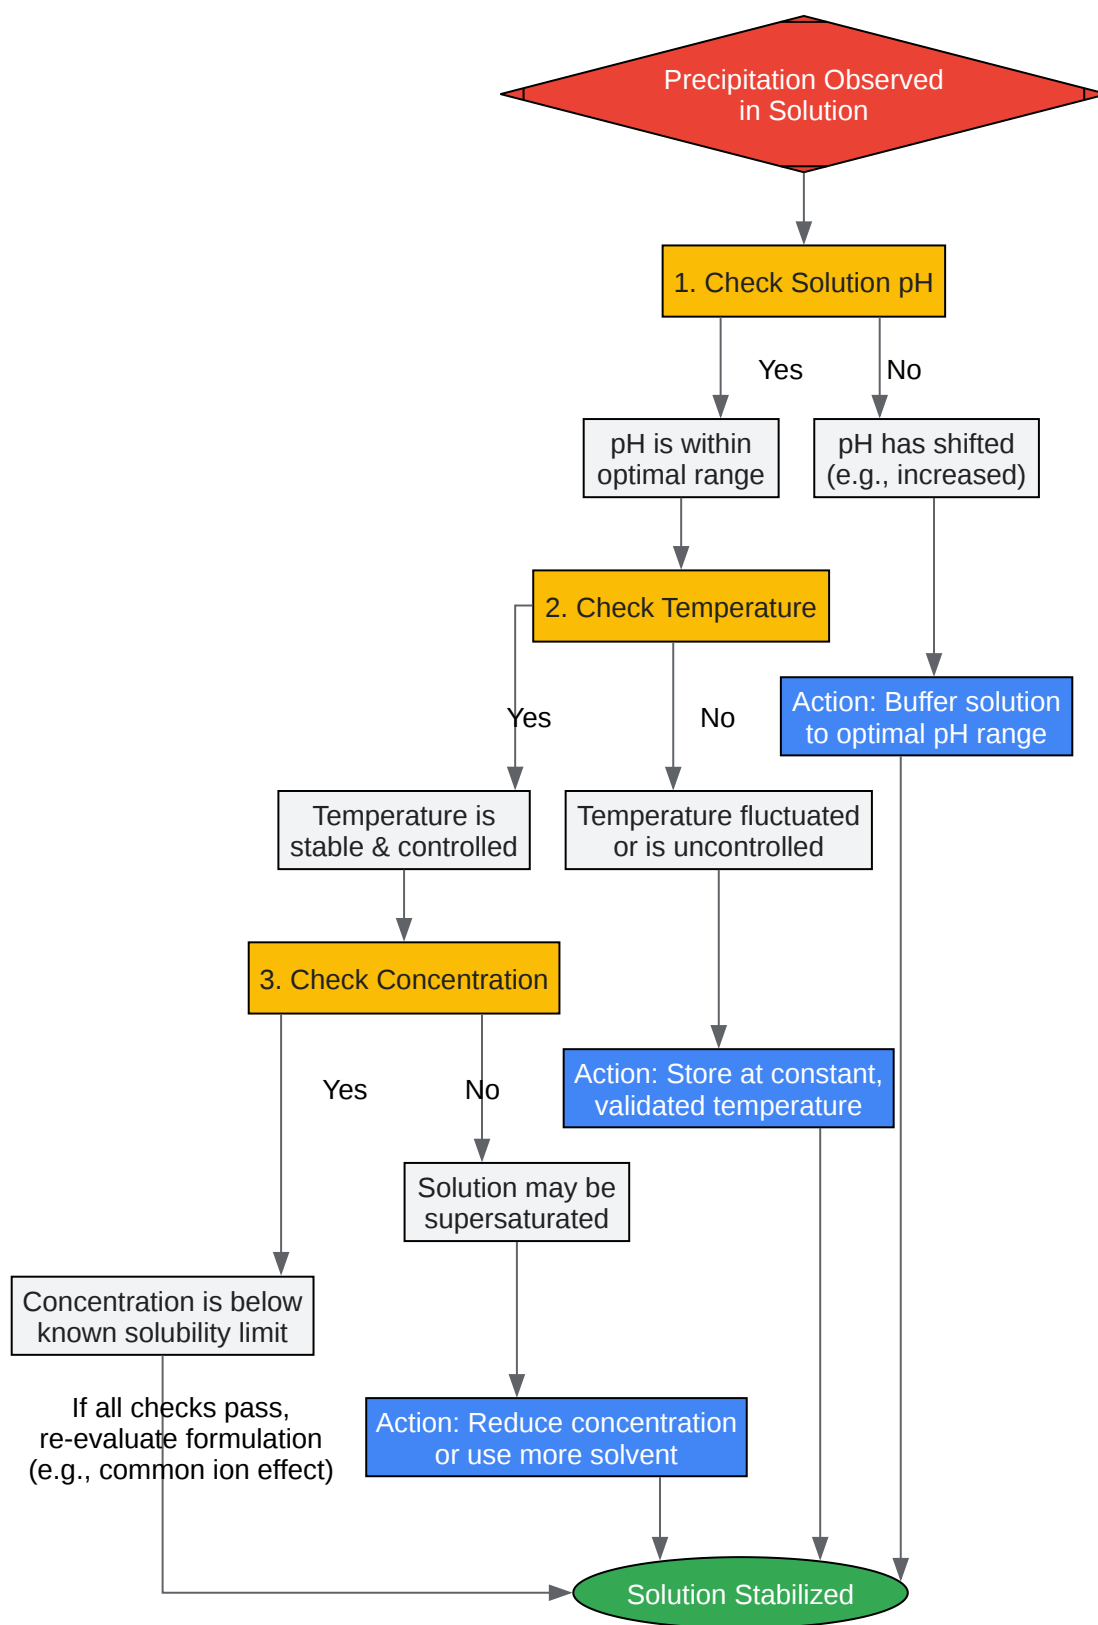 Precipitation Observed
in Solution
1. Check Solution pH
Yes
No
pH is within
optimal range
pH has shifted
(e.g., increased)
2. Check Temperature
Action: Buffer solution
to optimal pH range
Yes
No
Temperature is
stable & controlled
Temperature fluctuated
or is uncontrolled
3. Check Concentration
Action: Store at constant,
validated temperature
Yes
No
Solution may be
supersaturated
Concentration is below
known solubility limit
If all checks pass,
re-evaluate formulation
(e.g., common ion effect)
Action: Reduce concentration
or use more solvent
Solution Stabilized